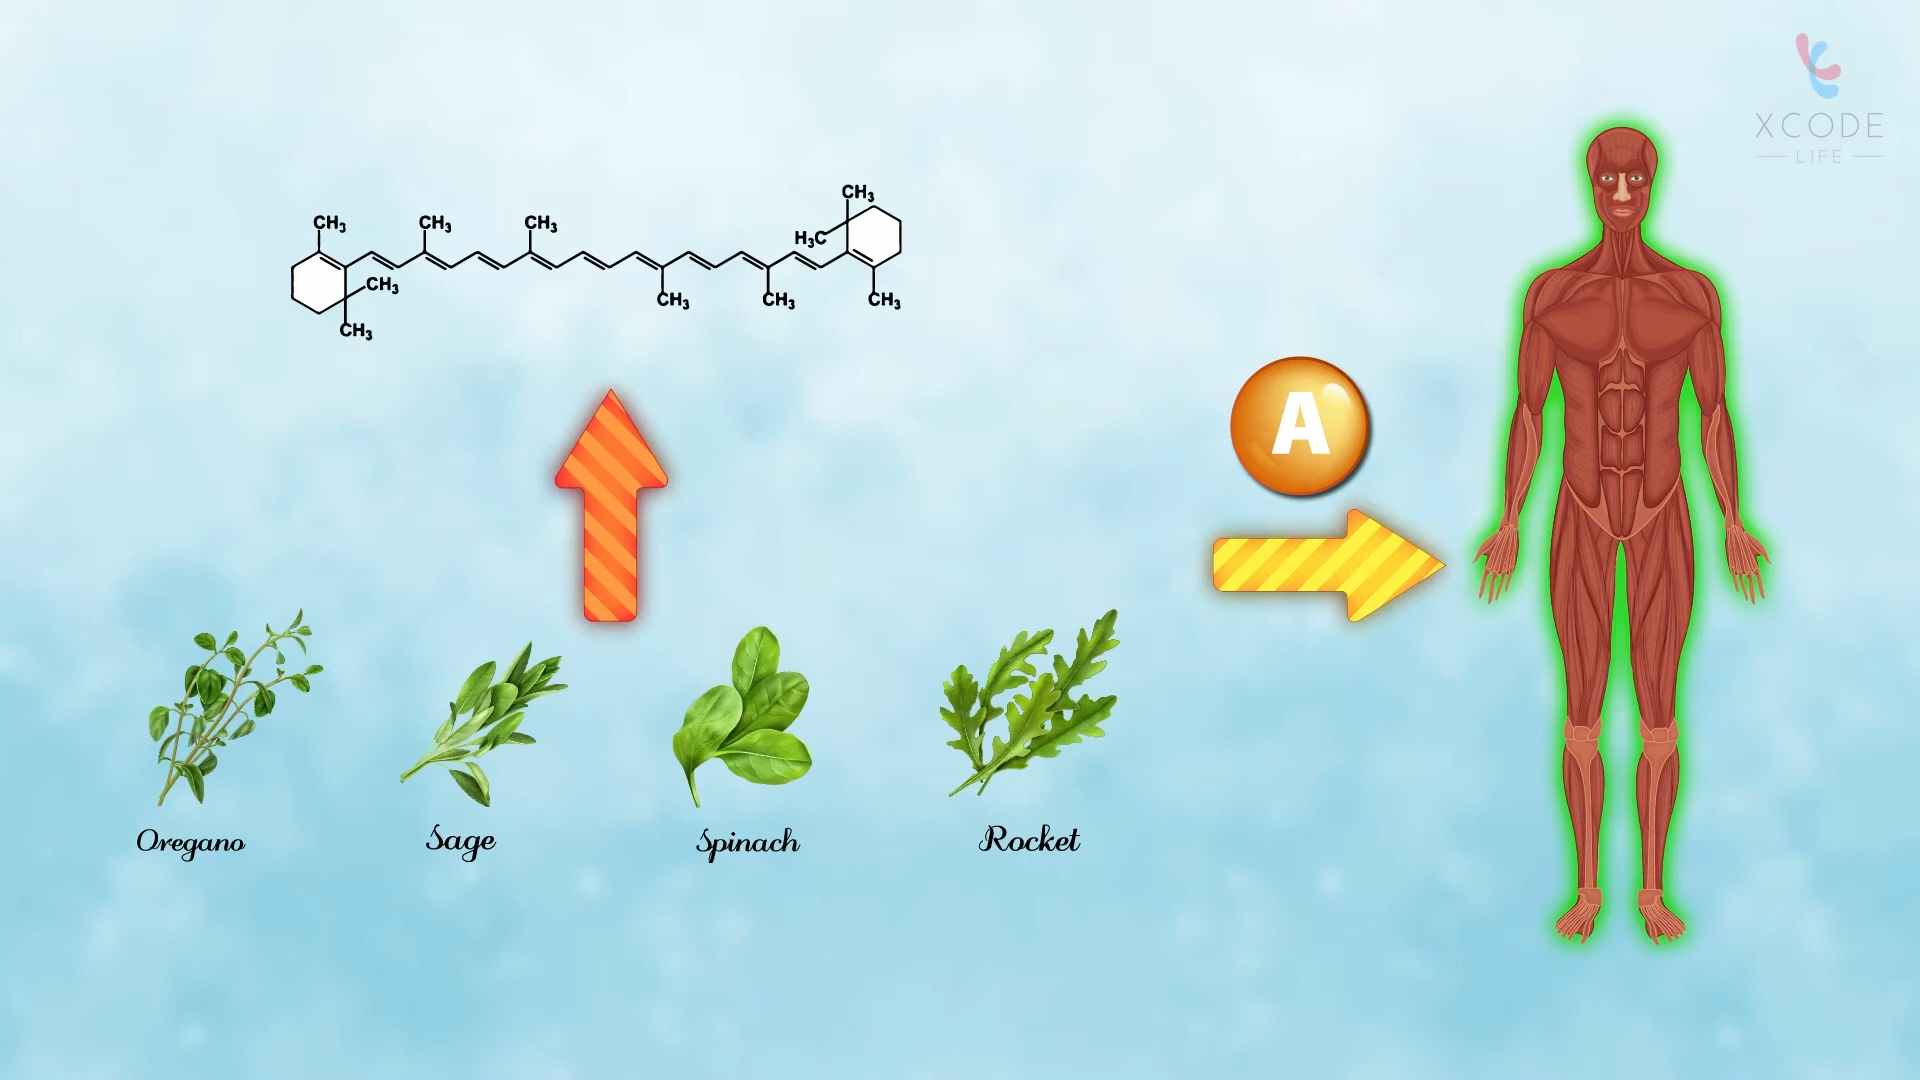 XCODE
LIFE
CH₃
CH₃
CH₃
CH₃
H₃C
CH₃
CH₃
CH₃
CH₃
CH₃
A
Oregano
Sage
Spinach
Rocket